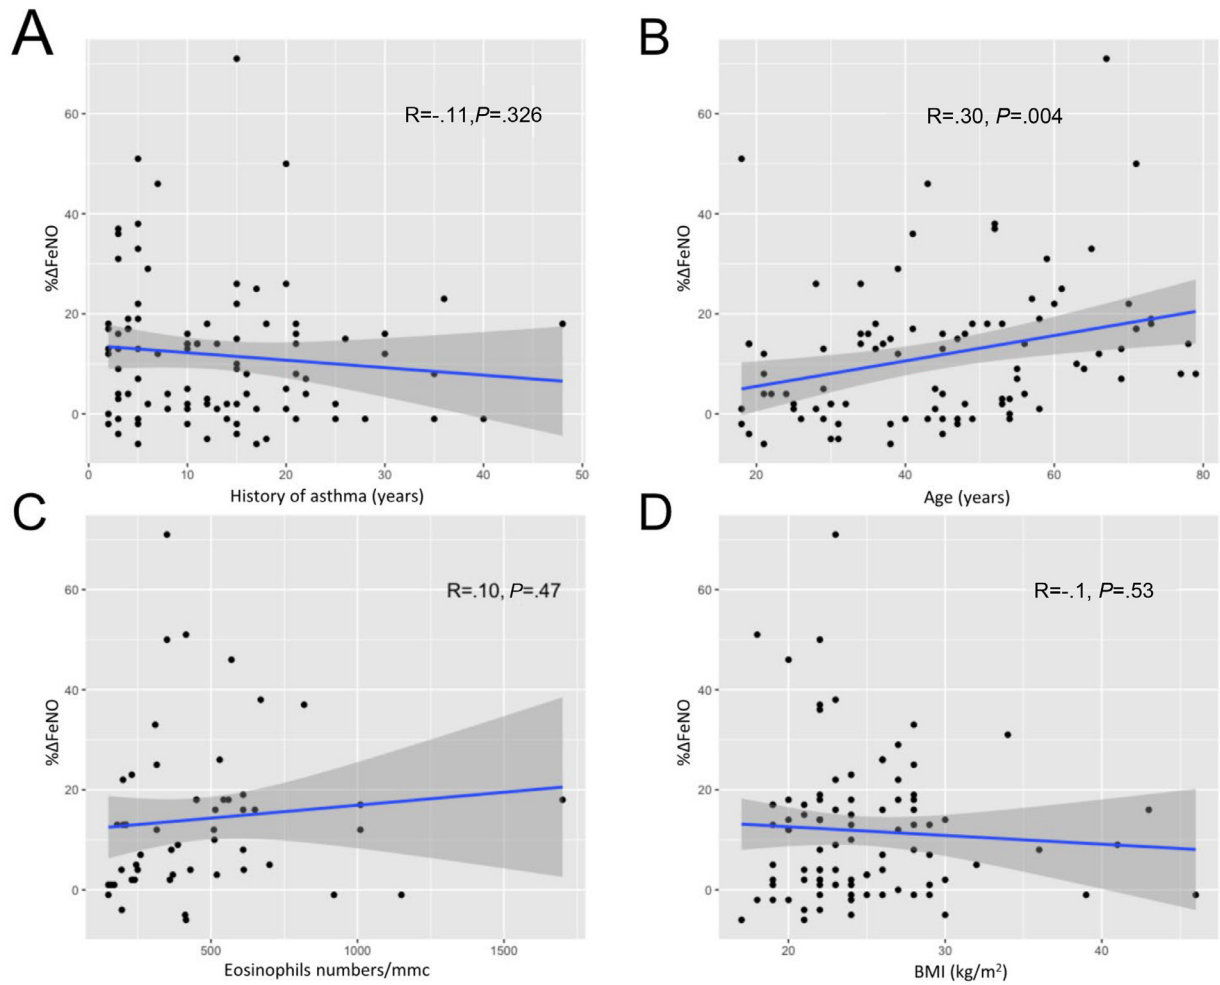 A
R=-.11,P=.326
60
40
20
0
%ΔFeNO
0 10 20 30 40 50
History of asthma (years)
B
R=.30, P=.004
60
40
20
0
%ΔFeNO
20 40 60 80
Age (years)
C
R=.10, P=.47
60
40
20
0
%ΔFeNO
500 1000 1500
Eosinophils numbers/mmc
D
R=-.1, P=.53
60
40
20
0
%ΔFeNO
20 30 40
BMI (kg/m²)